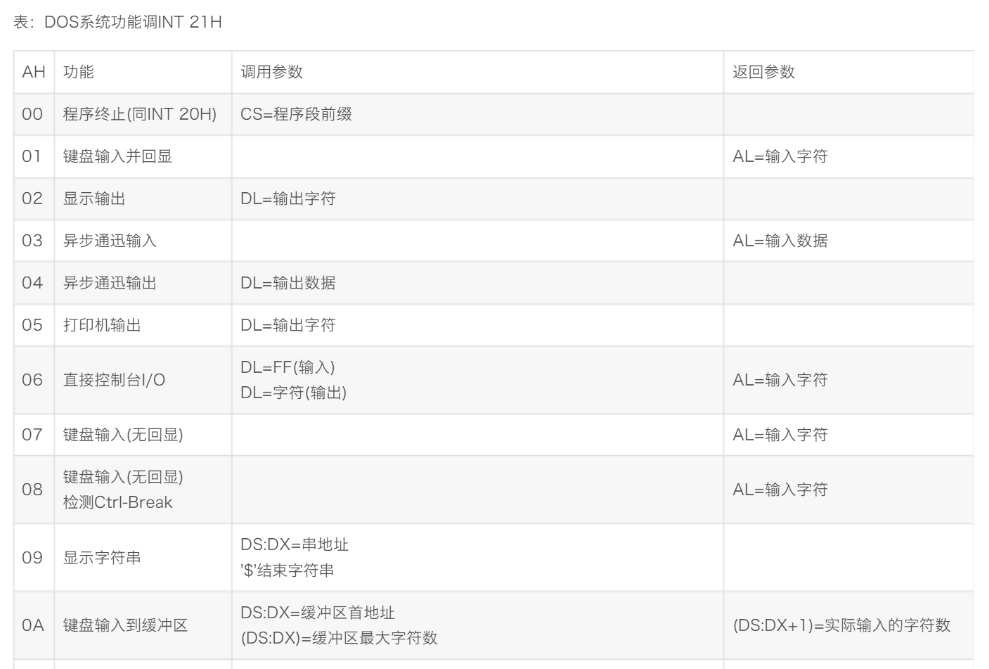 表：DOS系统功能调INT 21H
AH 功能 调用参数 返回参数
00 程序终止(同INT 20H) CS=程序段前缀
01 键盘输入并回显 AL=输入字符
02 显示输出 DL=输出字符
03 异步通迅输入 AL=输入数据
04 异步通迅输出 DL=输出数据
05 打印机输出 DL=输出字符
06 直接控制台I/O DL=FF(输入)
DL=字符(输出) AL=输入字符
07 键盘输入(无回显) AL=输入字符
08 键盘输入(无回显)
检测Ctrl-Break AL=输入字符
09 显示字符串 DS:DX=串地址
'$'结束字符串
0A 键盘输入到缓冲区 DS:DX=缓冲区首地址
(DS:DX)=缓冲区最大字符数 (DS:DX+1)=实际输入的字符数